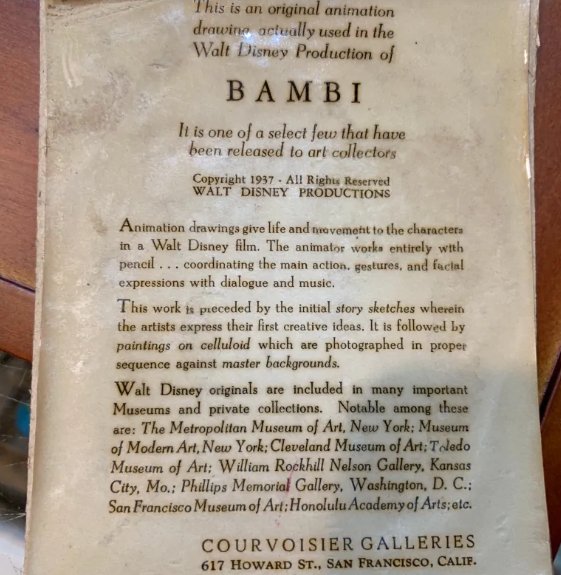 This is an original animation
drawing actually used in the
Walt Disney Production of
BAMBI
It is one of a select few that have
been released to art collectors
Copyright 1937 · All Rights Reserved
WALT DISNEY PRODUCTIONS
Animation drawings give life and movement to the characters
in a Walt Disney film. The animator works entirely with
pencil . . . coordinating the main action, gestures, and facial
expressions with dialogue and music.
This work is preceded by the initial story sketches wherein
the artists express their first creative ideas. It is followed by
paintings on celluloid which are photographed in proper
sequence against master backgrounds.
Walt Disney originals are included in many important
Museums and private collections. Notable among these
are: The Metropolitan Museum of Art, New York; Museum
of Modern Art, New York; Cleveland Museum of Art; Toledo
Museum of Art; William Rockhill Nelson Gallery, Kansas
City, Mo.; Phillips Memorial Gallery, Washington, D. C.;
San Francisco Museum of Art; Honolulu Academy of Arts; etc.
COURVOISIER GALLERIES
617 HOWARD ST., SAN FRANCISCO, CALIF.